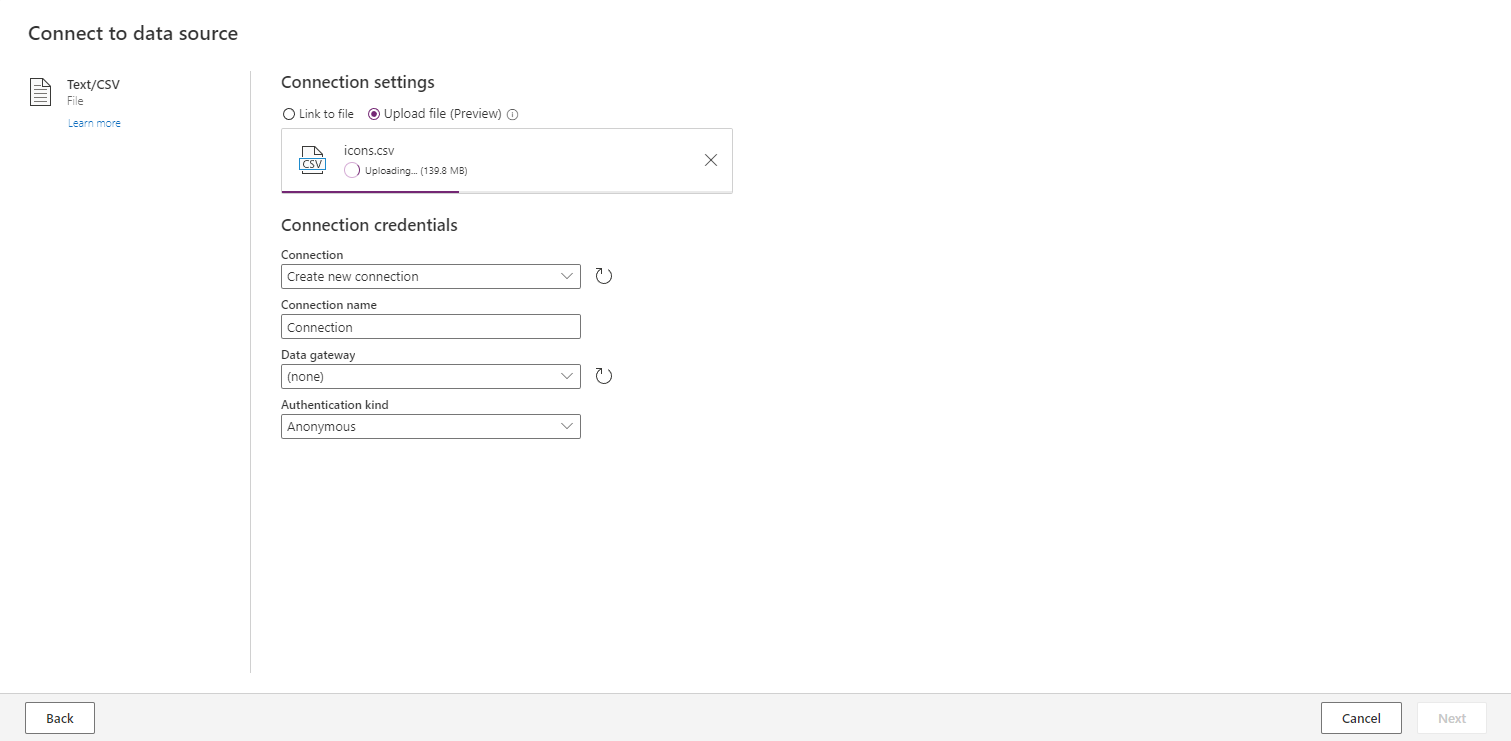 Connect to data source
Text/CSV
File
Learn more
Connection settings
Link to file Upload file (Preview)
CSV
icons.csv
Uploading... (139.8 MB)
Connection credentials
Connection
Create new connection
Connection name
Connection
Data gateway
(none)
Authentication kind
Anonymous
Back Cancel Next